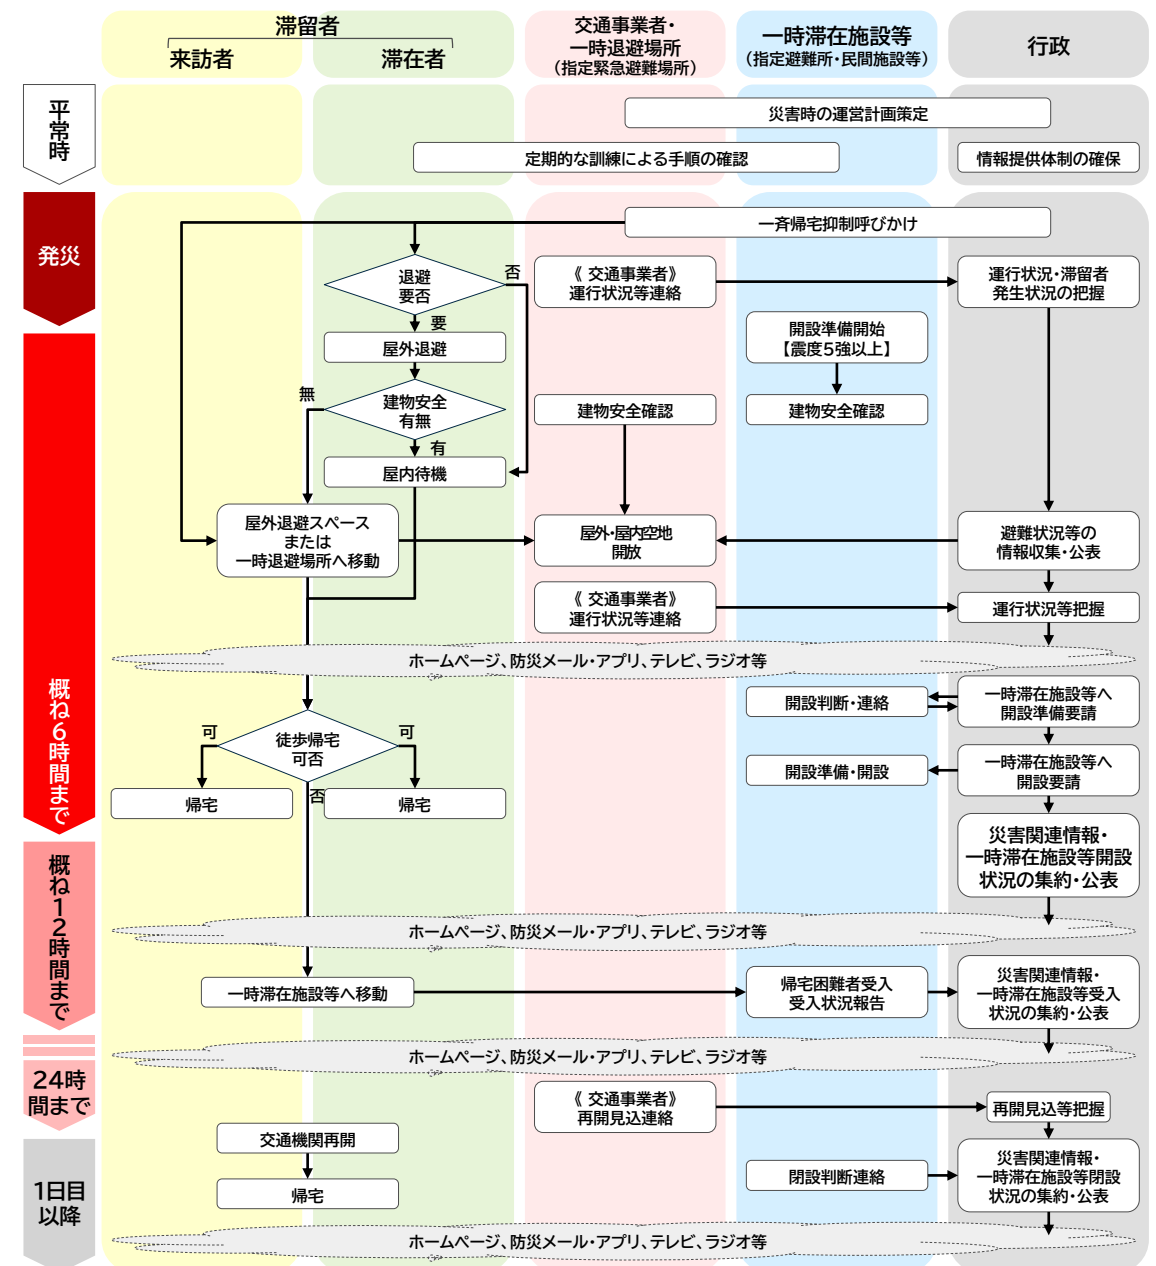 滞留者
来訪者
滞在者
交通事業者・
一時退避場所
（指定緊急避難場所）
一時滞在施設等
（指定避難所・民間施設等）
行政
平常時
災害時の運営計画策定
定期的な訓練による手順の確認
情報提供体制の確保
発災
一斉帰宅抑制呼びかけ
退避
要否
否
《 交通事業者》
運行状況等連絡
運行状況・滞留者
発生状況の把握
要
屋外退避
開設準備開始
【震度５強以上】
無
建物安全
有無
建物安全確認
建物安全確認
有
屋内待機
屋外退避スペース
または
一時退避場所へ移動
屋外・屋内空地
開放
避難状況等の
情報収集・公表
《 交通事業者》
運行状況等連絡
運行状況等把握
ホームページ、防災メール・アプリ、テレビ、ラジオ等
概ね６時間まで
開設判断・連絡
一時滞在施設等へ
開設準備要請
可
徒歩帰宅
可否
可
開設準備・開設
一時滞在施設等へ
開設要請
帰宅
否
帰宅
災害関連情報・
一時滞在施設等開設
状況の集約・公表
概ね１２時間まで
ホームページ、防災メール・アプリ、テレビ、ラジオ等
一時滞在施設等へ移動
帰宅困難者受入
受入状況報告
災害関連情報・
一時滞在施設等受入
状況の集約・公表
ホームページ、防災メール・アプリ、テレビ、ラジオ等
24時
間まで
《 交通事業者》
再開見込連絡
再開見込等把握
交通機関再開
1日目
以降
閉設判断連絡
災害関連情報・
一時滞在施設等閉設
状況の集約・公表
帰宅
ホームページ、防災メール・アプリ、テレビ、ラジオ等